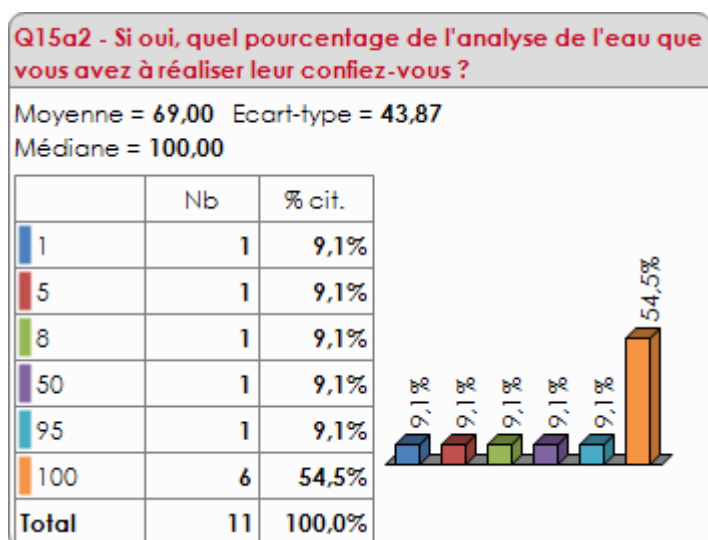 Q15a2 - Si oui, quel pourcentage de l'analyse de l'eau que
vous avez à réaliser leur confiez-vous ?
Moyenne = 69,00 Ecart-type = 43,87
Médiane = 100,00
Nb % cit.
1 1 9,1%
5 1 9,1%
8 1 9,1%
50 1 9,1%
95 1 9,1%
100 6 54,5%
Total 11 100,0%
9,1% 9,1% 9,1% 9,1% 9,1% 54,5%